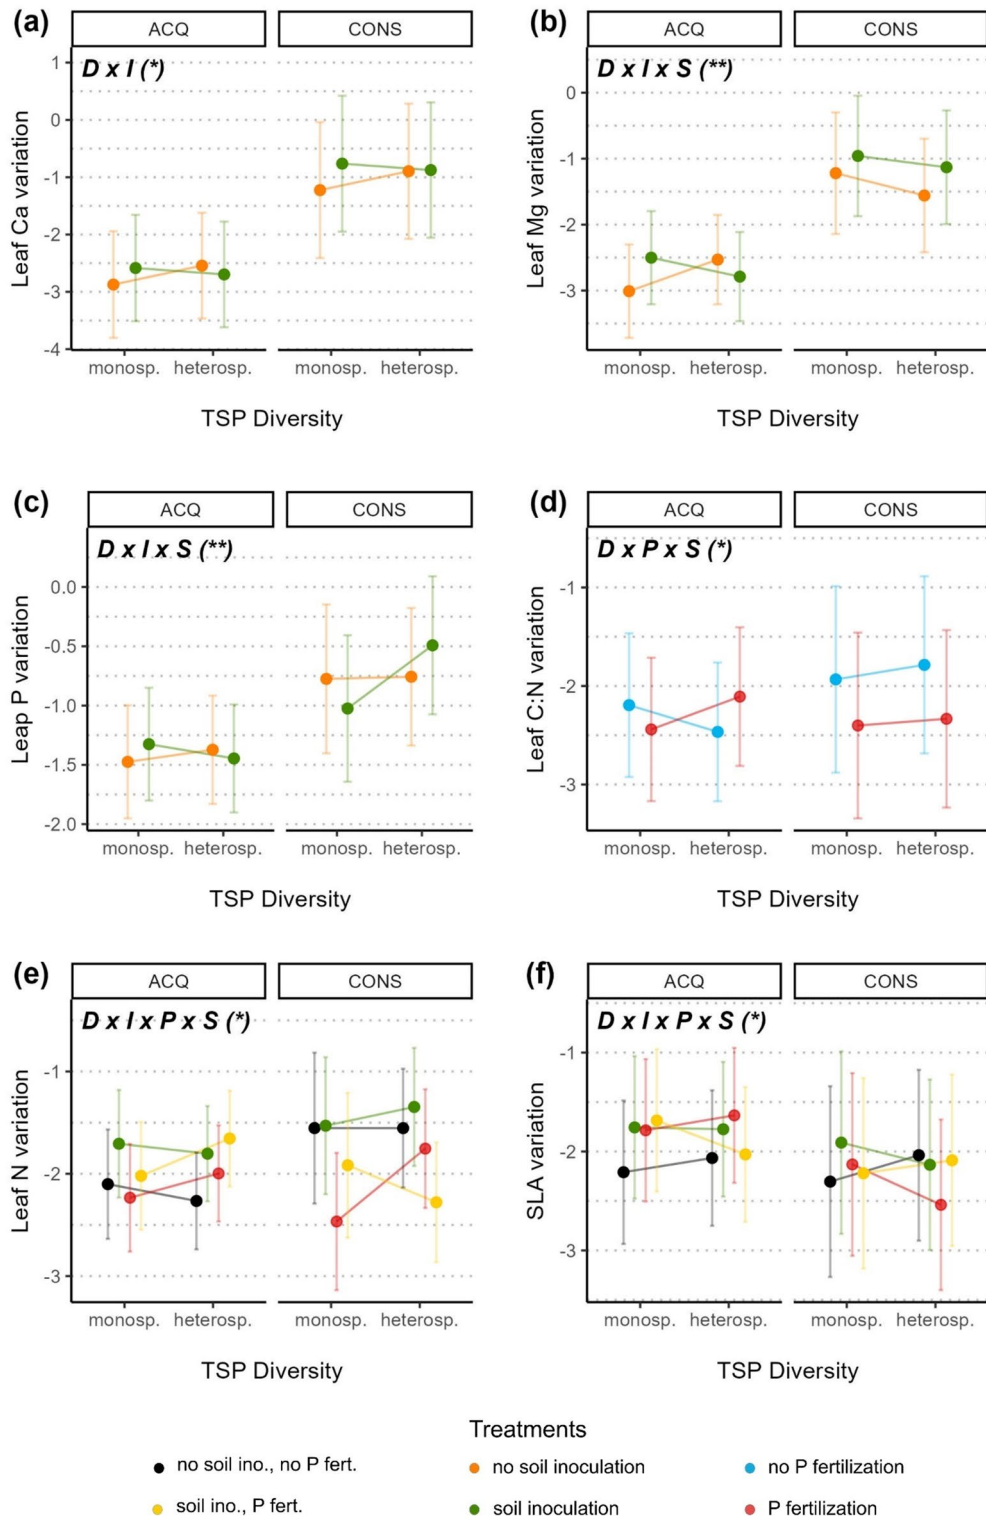 (a)
ACQ
CONS
D x I (*)
1
0
-1
-2
-3
-4
Leaf Ca variation
monosp. heterosp.
monosp. heterosp.
TSP Diversity
(b)
ACQ
CONS
D x I x S (**)
0
-1
-2
-3
Leaf Mg variation
monosp. heterosp.
monosp. heterosp.
TSP Diversity
(c)
ACQ
CONS
D x I x S (**)
0.0
-0.5
-1.0
-1.5
-2.0
Leap P variation
monosp. heterosp.
monosp. heterosp.
TSP Diversity
(d)
ACQ
CONS
D x P x S (*)
-1
-2
-3
Leaf C:N variation
monosp. heterosp.
monosp. heterosp.
TSP Diversity
(e)
ACQ
CONS
D x I x P x S (*)
-1
-2
-3
Leaf N variation
monosp. heterosp.
monosp. heterosp.
TSP Diversity
(f)
ACQ
CONS
D x I x P x S (*)
-1
-2
-3
SLA variation
monosp. heterosp.
monosp. heterosp.
TSP Diversity
Treatments
no soil ino., no P fert.
no soil inoculation
no P fertilization
soil ino., P fert.
soil inoculation
P fertilization